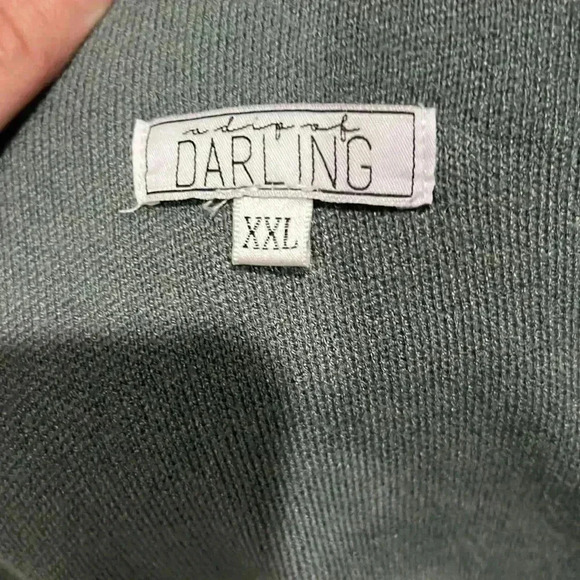 a dip of
DARLING
XXL